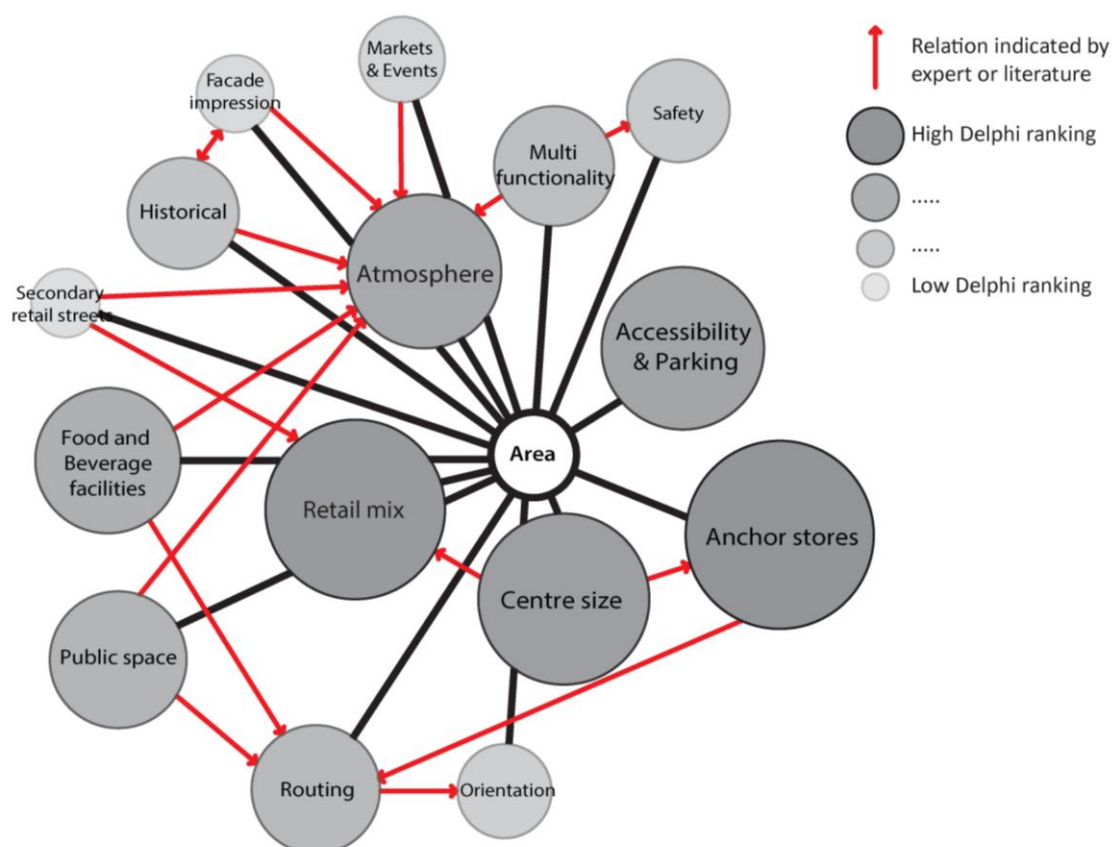 Markets
& Events
Facade
impression
Safety
Multi
functionality
Historical
Atmosphere
Secondary
retail streets
Accessibility
& Parking
Food and
Beverage
facilities
Area
Retail mix
Anchor stores
Centre size
Public space
Routing
Orientation
Relation indicated by
expert or literature
High Delphi ranking
.....
.....
Low Delphi ranking